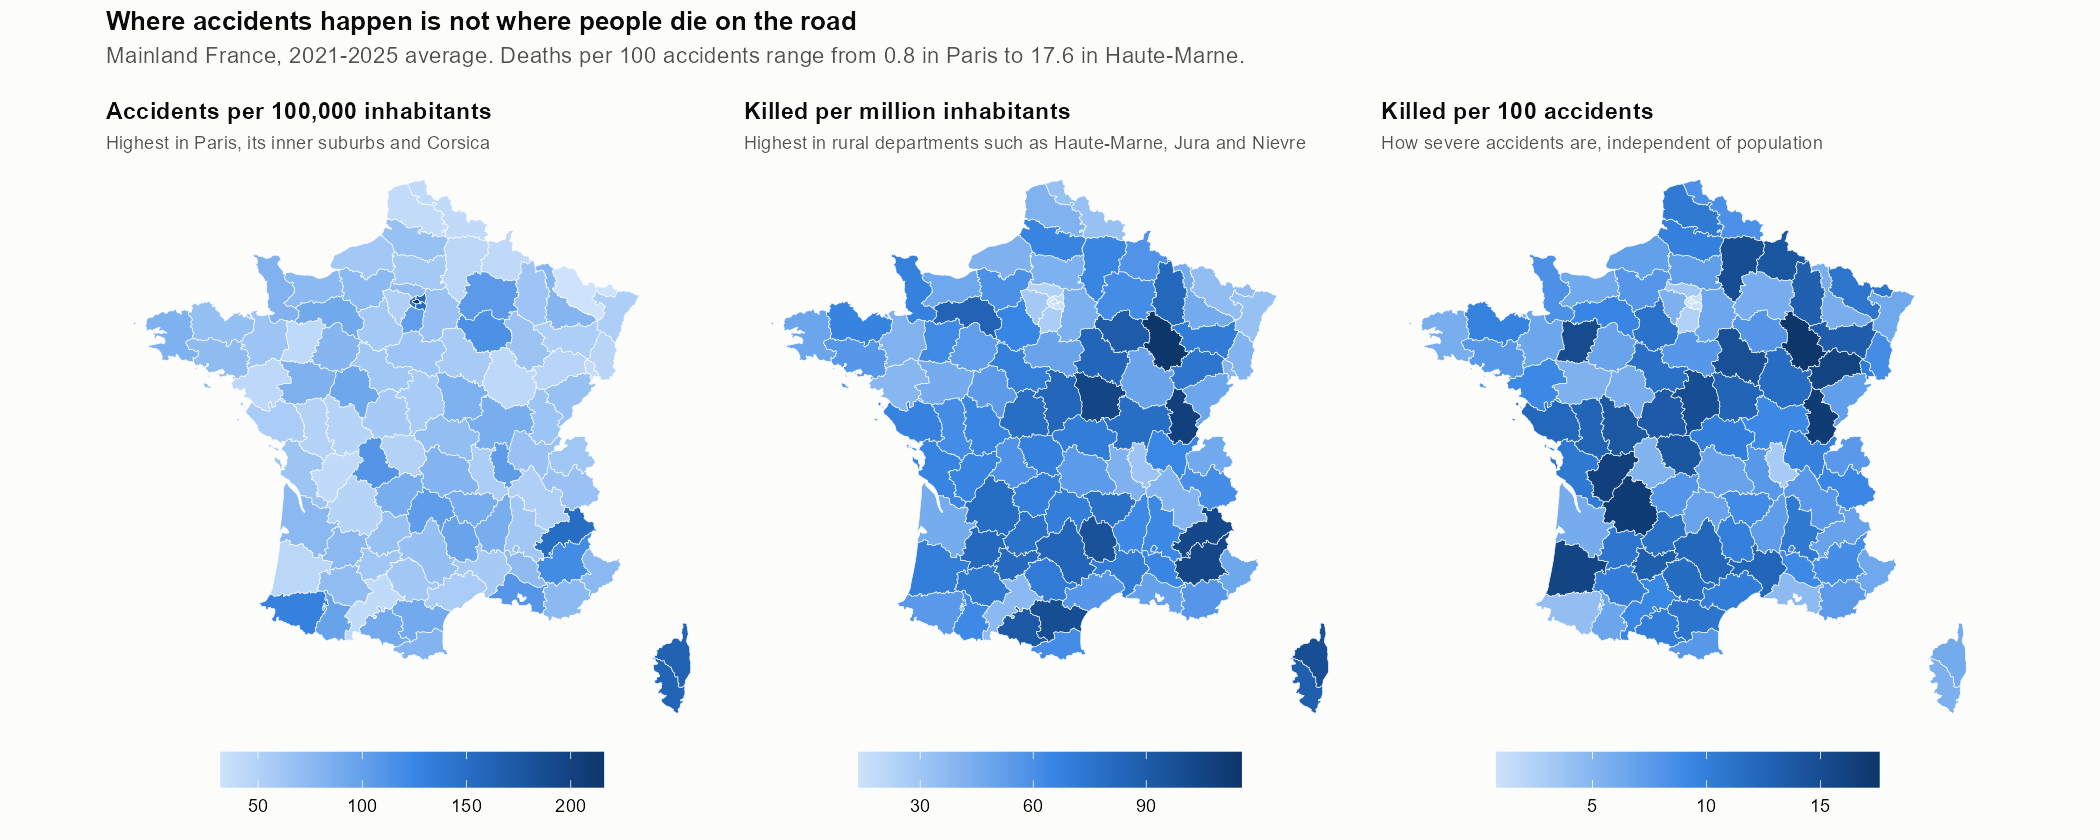 Where accidents happen is not where people die on the road
Mainland France, 2021-2025 average. Deaths per 100 accidents range from 0.8 in Paris to 17.6 in Haute-Marne.
Accidents per 100,000 inhabitants
Highest in Paris, its inner suburbs and Corsica
50 100 150 200
Killed per million inhabitants
Highest in rural departments such as Haute-Marne, Jura and Nievre
30 60 90
Killed per 100 accidents
How severe accidents are, independent of population
5 10 15